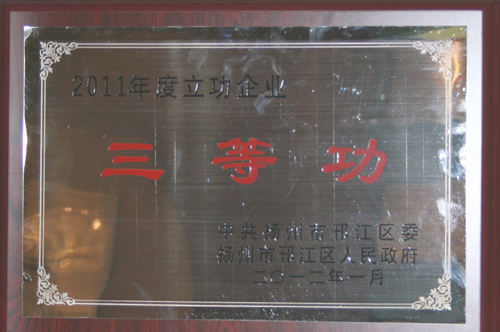 2011年度立功企业
三等功
中共扬州市邗江区委
扬州市邗江区人民政府
二〇一二年一月